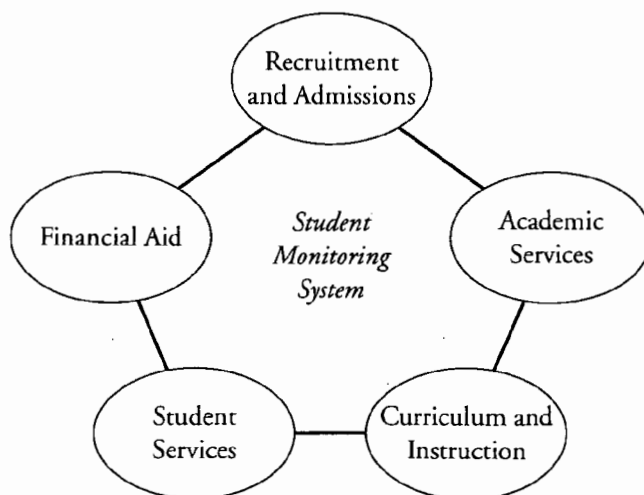 Recruitment
and Admissions
Financial Aid
Student
Monitoring
System
Academic
Services
Student
Services
Curriculum and
Instruction